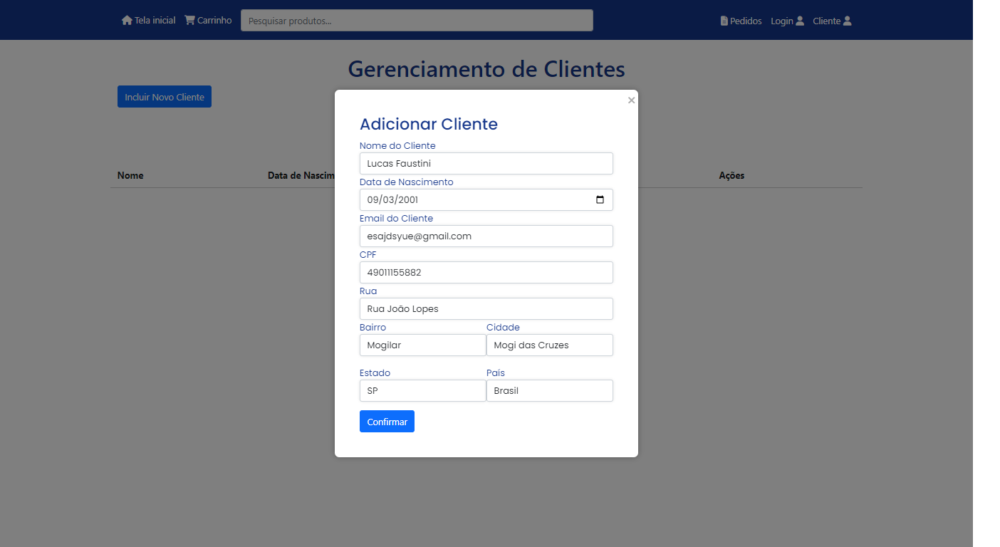 Tela inicial Carrinho Pesquisar produtos... Pedidos Login Cliente
Gerenciamento de Clientes
Incluir Novo Cliente
×
Adicionar Cliente
Nome do Cliente
Lucas Faustini
Nome Data de Nascim Ações
Data de Nascimento
09/03/2001
Email do Cliente
esajdsyue@gmail.com
CPF
49011155882
Rua
Rua João Lopes
Bairro Cidade
Mogilar Mogi das Cruzes
Estado País
SP Brasil
Confirmar